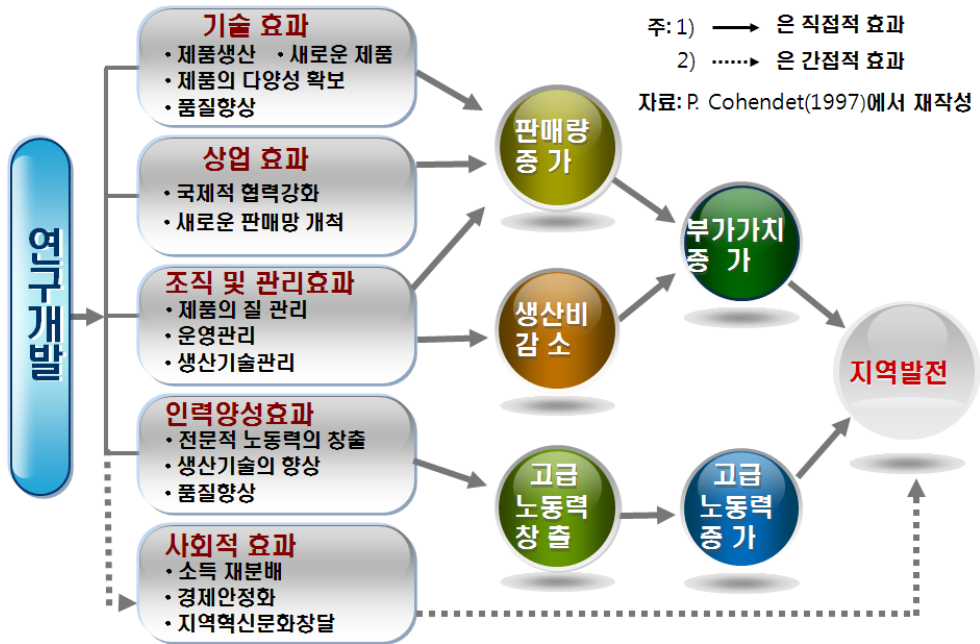 기술 효과
· 제품생산 · 새로운 제품
· 제품의 다양성 확보
· 품질향상
주: 1) 은 직접적 효과
2) 은 간접적 효과
자료: P. Cohendet(1997)에서 재작성
연구개발
상업 효과
· 국제적 협력강화
· 새로운 판매망 개척
조직 및 관리효과
· 제품의 질 관리
· 운영관리
· 생산기술관리
인력양성효과
· 전문적 노동력의 창출
· 생산기술의 향상
· 품질향상
사회적 효과
· 소득 재분배
· 경제안정화
· 지역혁신문화창달
판매량
증 가
생산비
감 소
고급
노동력
창 출
부가가치
증 가
고급
노동력
증 가
지역발전